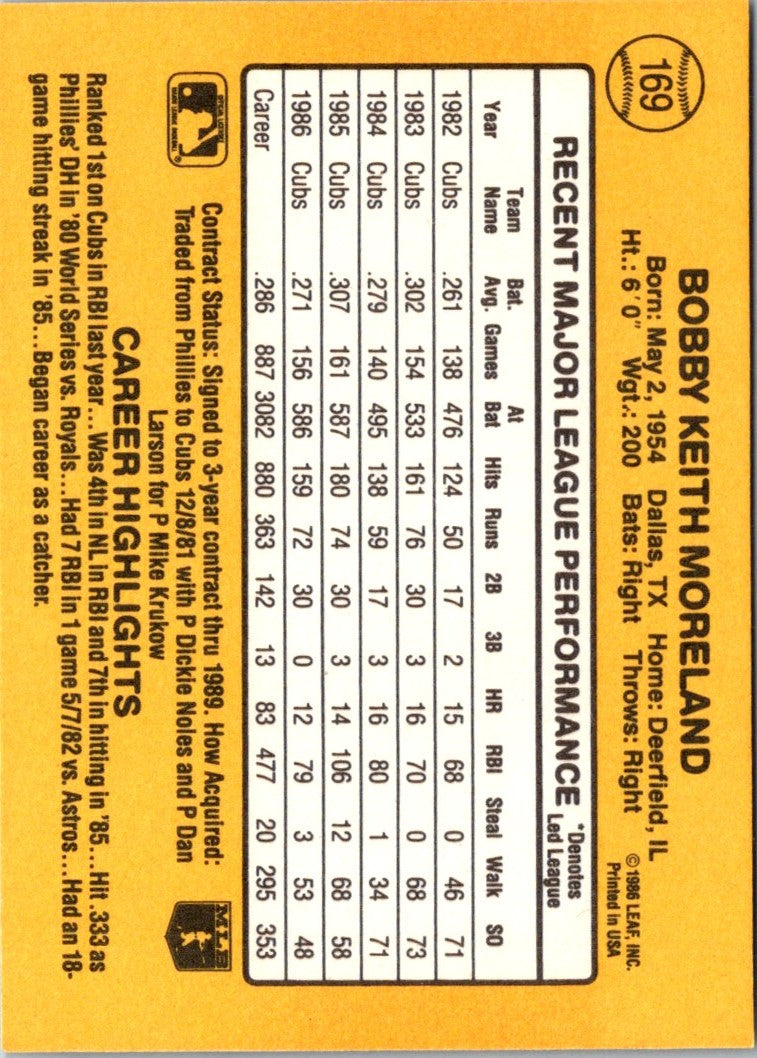 169
BOBBY KEITH MORELAND
Born: May 2, 1954 Dallas, TX Home: Deerfield, IL
Ht.: 6'0" Wgt.: 200 Bats: Right Throws: Right
© 1986 LEAF, INC.
Printed in USA
RECENT MAJOR LEAGUE PERFORMANCE
*Denotes
Led League
Year Team Name Bat. Avg. Games At Bat Hits Runs 2B 3B HR RBI Steal Walk SO
1982 Cubs .261 138 476 124 50 17 2 15 68 0 46 71
1983 Cubs .302 154 533 161 76 30 3 16 70 0 68 73
1984 Cubs .279 140 495 138 59 17 3 16 80 1 34 71
1985 Cubs .307 161 587 180 74 30 3 14 106 12 68 58
1986 Cubs .271 156 586 159 72 30 0 12 79 3 53 48
Career .286 887 3082 880 363 142 13 83 477 20 295 353
Contract Status: Signed to 3-year contract thru 1989. How Acquired:
Traded from Phillies to Cubs 12/8/81 with P Dickie Noles and P Dan
Larson for P Mike Krukow
MLB
CAREER HIGHLIGHTS
Ranked 1st on Cubs in RBI last year...Was 4th in NL in RBI and 7th in hitting in '85...Hit .333 as
Phillies' DH in '80 World Series vs. Royals...Had 7 RBI in 1 game 5/7/82 vs. Astros...Had an 18-
game hitting streak in '85...Began career as a catcher.